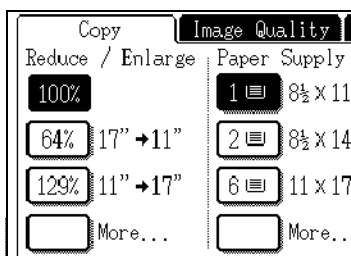 Copy Image Quality
Reduce / Enlarge Paper Supply
100% 1 8½ X 11
64% 17" → 11" 2 8½ X 14
129% 11" → 17" 6 11 X 17
More... More...